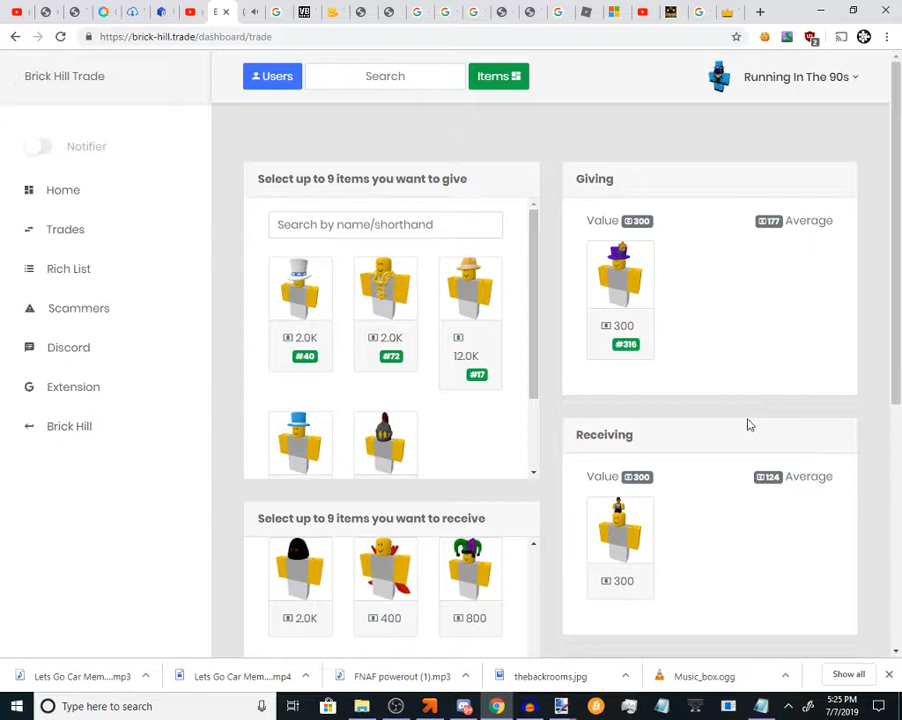 https://brick-hill.trade/dashboard/trade
2
Brick Hill Trade
Users
Search
Items
Running In The 90s
Notifier
Home
Trades
Rich List
Scammers
Discord
Extension
Brick Hill
Select up to 9 items you want to give
Search by name/shorthand
2.0K
#40
2.0K
#72
12.0K
#17
Select up to 9 items you want to receive
2.0K
400
800
Giving
Value 300
177 Average
300
#316
Receiving
Value 300
124 Average
300
Lets Go Car Mem....mp3
Lets Go Car Mem....mp4
FNAF powerout (1).mp3
thebackrooms.jpg
Music_box.ogg
Show all
Type here to search
5:25 PM
7/7/2019